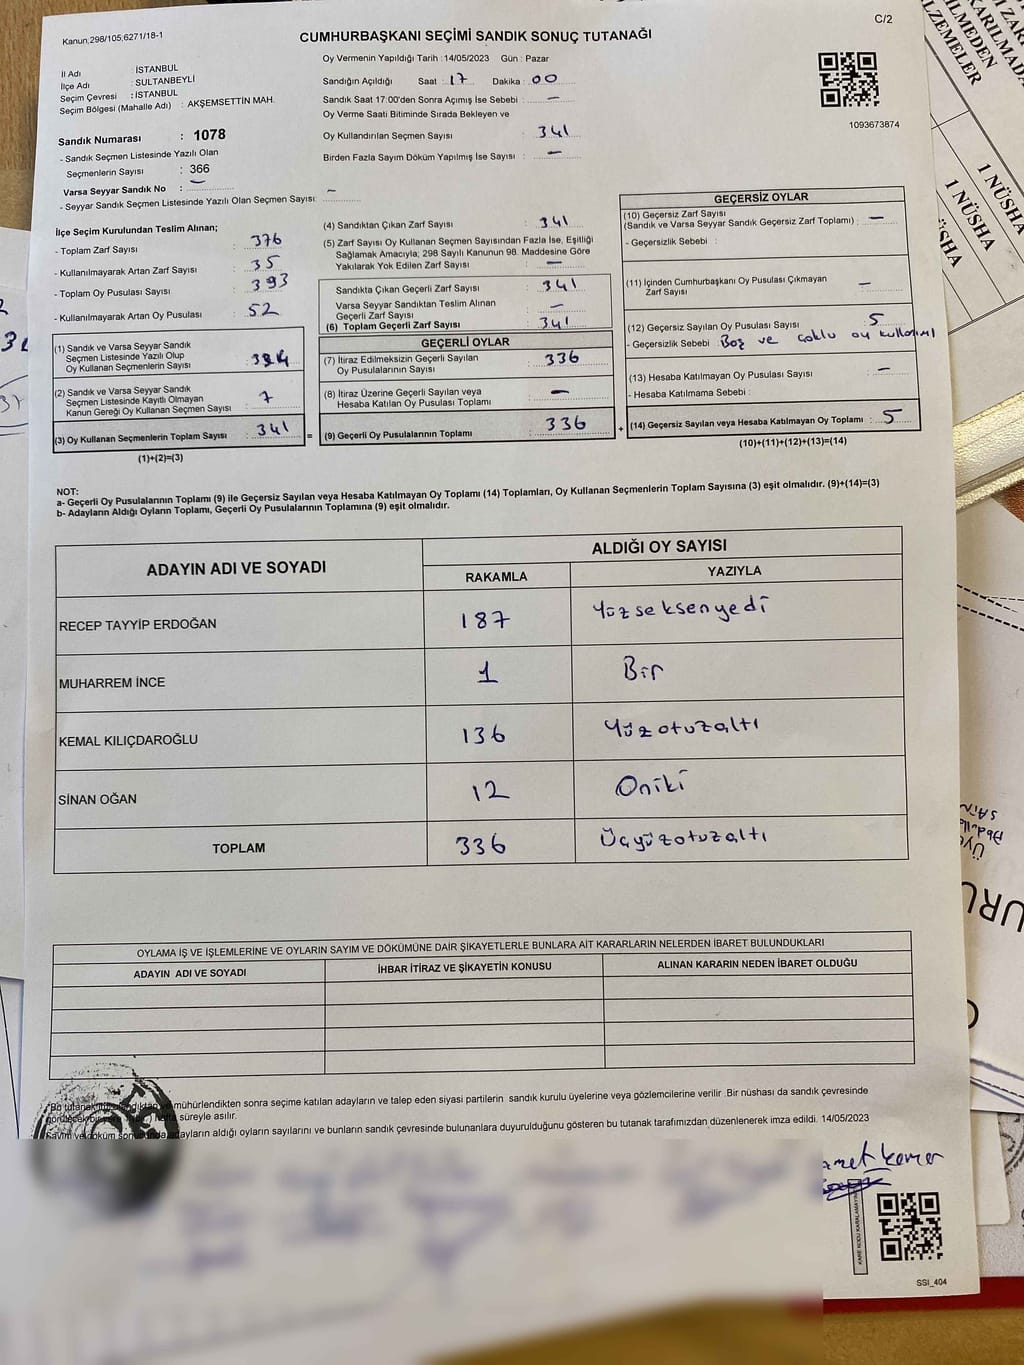 C/2
Kanun;298/105;6271/18-1
CUMHURBAŞKANI SEÇİMİ SANDIK SONUÇ TUTANAĞI
İl Adı : İSTANBUL
İlçe Adı : SULTANBEYLİ
Seçim Çevresi : İSTANBUL
Seçim Bölgesi (Mahalle Adı) : AKŞEMSETTİN MAH.
Sandık Numarası : 1078
- Sandık Seçmen Listesinde Yazılı Olan
Seçmenlerin Sayısı : 366
Varsa Seyyar Sandık No : –
- Seyyar Sandık Seçmen Listesinde Yazılı Olan Seçmen Sayısı: –
Oy Vermenin Yapıldığı Tarih : 14/05/2023 Gün : Pazar
Sandığın Açıldığı Saat : 17 Dakika : 00
Sandık Saat 17:00'den Sonra Açımış İse Sebebi : –
Oy Verme Saati Bitiminde Sırada Bekleyen ve
Oy Kullandırılan Seçmen Sayısı : 341
Birden Fazla Sayım Döküm Yapılmış İse Sayısı : –
1093673874
İlçe Seçim Kurulundan Teslim Alınan;
- Toplam Zarf Sayısı : 376
- Kullanılmayarak Artan Zarf Sayısı : 35
- Toplam Oy Pusulası Sayısı : 393
- Kullanılmayarak Artan Oy Pusulası : 52
(1) Sandık ve Varsa Seyyar Sandık
Seçmen Listesinde Yazılı Olup
Oy Kullanan Seçmenlerin Sayısı :
(2) Sandık ve Varsa Seyyar Sandık
Seçmen Listesinde Kayıtlı Olmayan
Kanun Gereği Oy Kullanan Seçmen Sayısı : 7
(3) Oy Kullanan Seçmenlerin Toplam Sayısı : 341
(1)+(2)=(3)
(4) Sandıktan Çıkan Zarf Sayısı : 341
(5) Zarf Sayısı Oy Kullanan Seçmen Sayısından Fazla İse, Eşitliği
Sağlamak Amacıyla; 298 Sayılı Kanunun 98. Maddesine Göre
Yakılarak Yok Edilen Zarf Sayısı : –
Sandıkta Çıkan Geçerli Zarf Sayısı : 341
Varsa Seyyar Sandıktan Teslim Alınan
Geçerli Zarf Sayısı : –
(6) Toplam Geçerli Zarf Sayısı : 341
GEÇERLİ OYLAR
(7) İtiraz Edilmeksizin Geçerli Sayılan
Oy Pusulalarının Sayısı : 336
(8) İtiraz Üzerine Geçerli Sayılan veya
Hesaba Katılan Oy Pusulası Toplamı : –
= (9) Geçerli Oy Pusulalarının Toplamı : 336
GEÇERSİZ OYLAR
(10) Geçersiz Zarf Sayısı
(Sandık ve Varsa Seyyar Sandık Geçersiz Zarf Toplamı) : –
- Geçersizlik Sebebi :
(11) İçinden Cumhurbaşkanı Oy Pusulası Çıkmayan
Zarf Sayısı : –
(12) Geçersiz Sayılan Oy Pusulası Sayısı : 5
- Geçersizlik Sebebi : Boş ve çoklu oy kullanımı
(13) Hesaba Katılmayan Oy Pusulası Sayısı : –
- Hesaba Katılmama Sebebi :
+ (14) Geçersiz Sayılan veya Hesaba Katılmayan Oy Toplamı : 5
(10)+(11)+(12)+(13)=(14)
NOT:
a- Geçerli Oy Pusulalarının Toplamı (9) ile Geçersiz Sayılan veya Hesaba Katılmayan Oy Toplamı (14) Toplamları, Oy Kullanan Seçmenlerin Toplam Sayısına (3) eşit olmalıdır. (9)+(14)=(3)
b- Adayların Aldığı Oyların Toplamı, Geçerli Oy Pusulalarının Toplamına (9) eşit olmalıdır.
ADAYIN ADI VE SOYADI ALDIĞI OY SAYISI
RAKAMLA YAZIYLA
RECEP TAYYİP ERDOĞAN 187 Yüzseksenyedi
MUHARREM İNCE 1 Bir
KEMAL KILIÇDAROĞLU 136 Yüzotuzaltı
SİNAN OĞAN 12 Oniki
TOPLAM 336 Üçyüzotuzaltı
OYLAMA İŞ VE İŞLEMLERİNE VE OYLARIN SAYIM VE DÖKÜMÜNE DAİR ŞİKAYETLERLE BUNLARA AİT KARARLARIN NELERDEN İBARET BULUNDUKLARI
ADAYIN ADI VE SOYADI İHBAR İTİRAZ VE ŞİKAYETİN KONUSU ALINAN KARARIN NEDEN İBARET OLDUĞU
mühürlendikten sonra seçime katılan adayların ve talep eden siyasi partilerin sandık kurulu üyelerine veya gözlemcilerine verilir. Bir nüshası da sandık çevresinde
süreyle asılır.
adayların aldığı oyların sayılarını ve bunların sandık çevresinde bulunanlara duyurulduğunu gösteren bu tutanak tarafımızdan düzenlenerek imza edildi. 14/05/2023
SSI_404
1 NÜSHA
1 NÜSHA